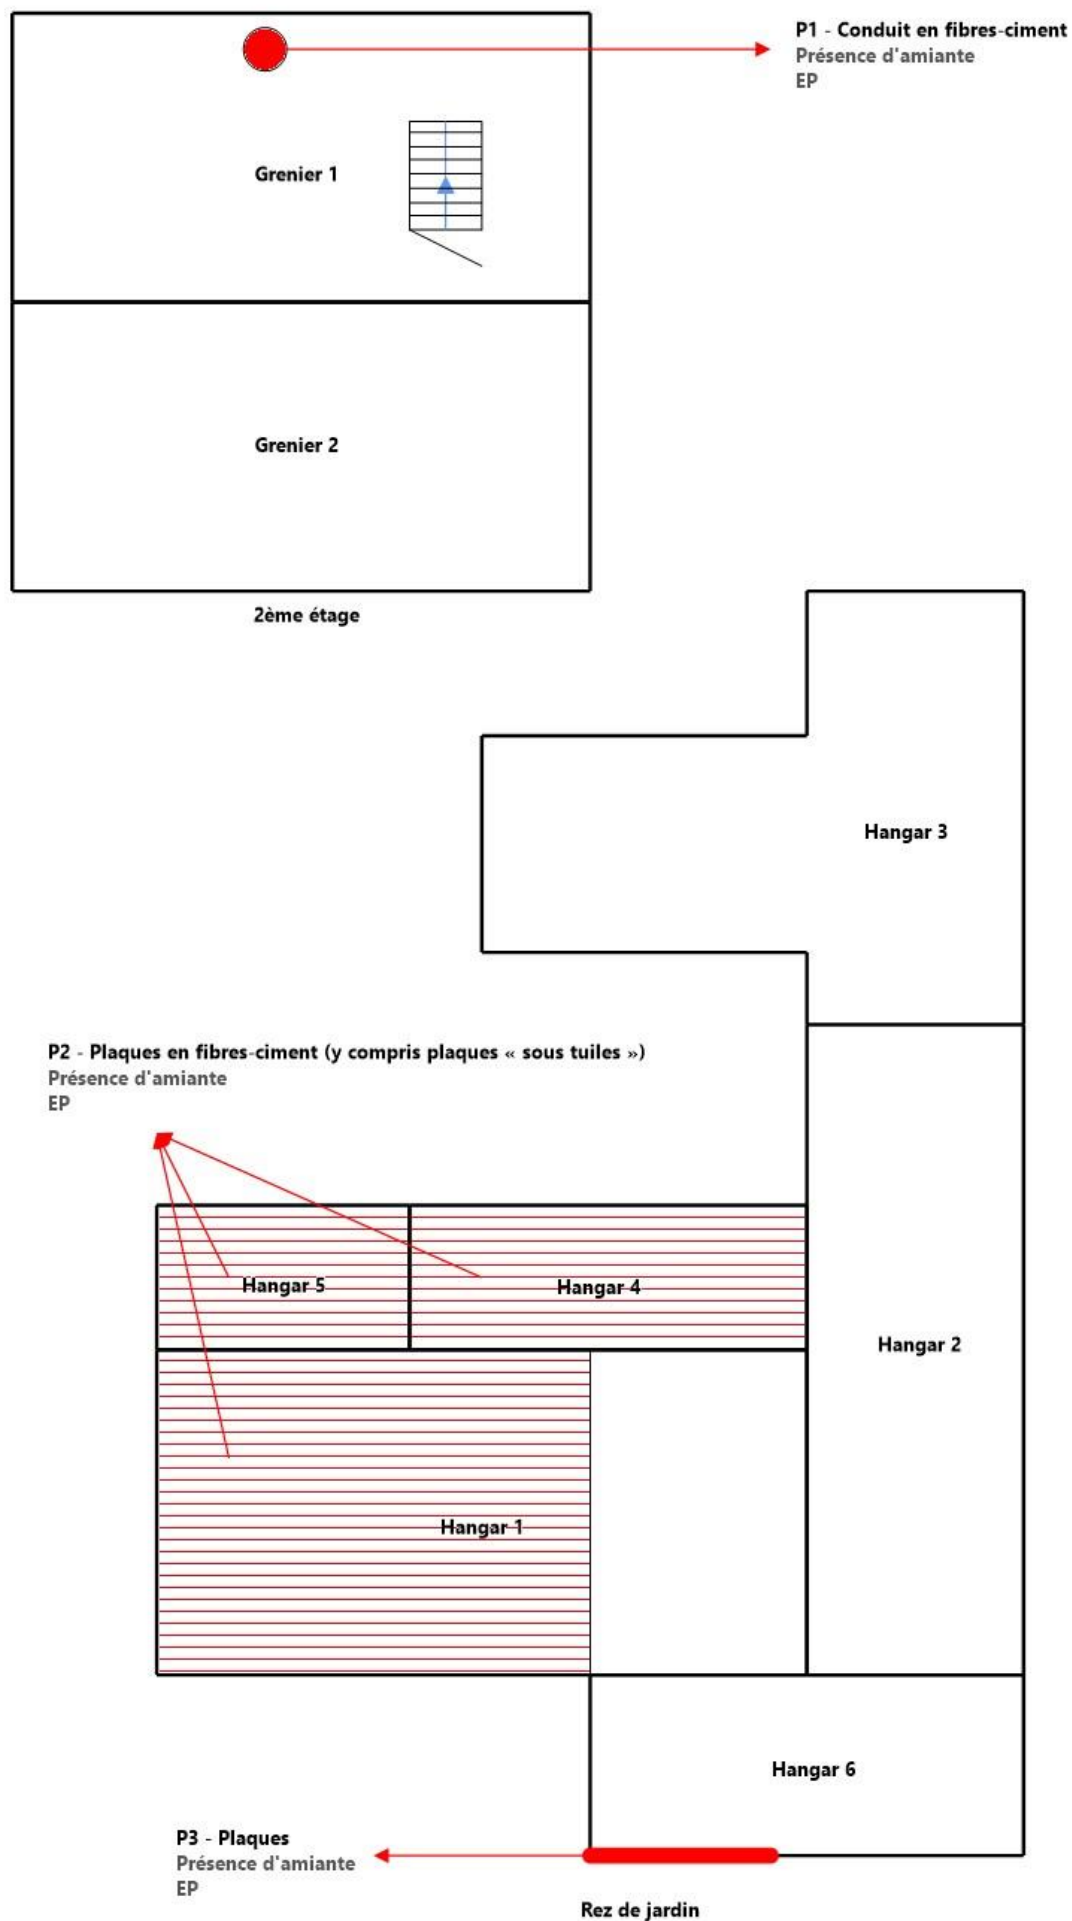 P1 - Conduit en fibres-ciment
Présence d'amiante
EP
Grenier 1
Grenier 2
2ème étage
Hangar 3
P2 - Plaques en fibres-ciment (y compris plaques « sous tuiles »)
Présence d'amiante
EP
Hangar 5
Hangar 4
Hangar 2
Hangar 1
Hangar 6
P3 - Plaques
Présence d'amiante
EP
Rez de jardin